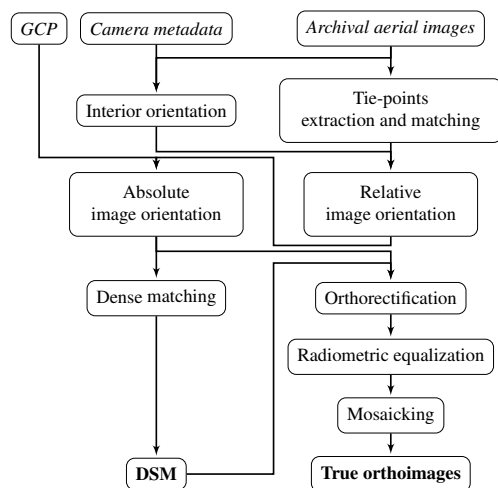 GCP
Camera metadata
Archival aerial images
Interior orientation
Tie-points
extraction and matching
Absolute
image orientation
Relative
image orientation
Dense matching
Orthorectification
Radiometric equalization
Mosaicking
DSM
True orthoimages